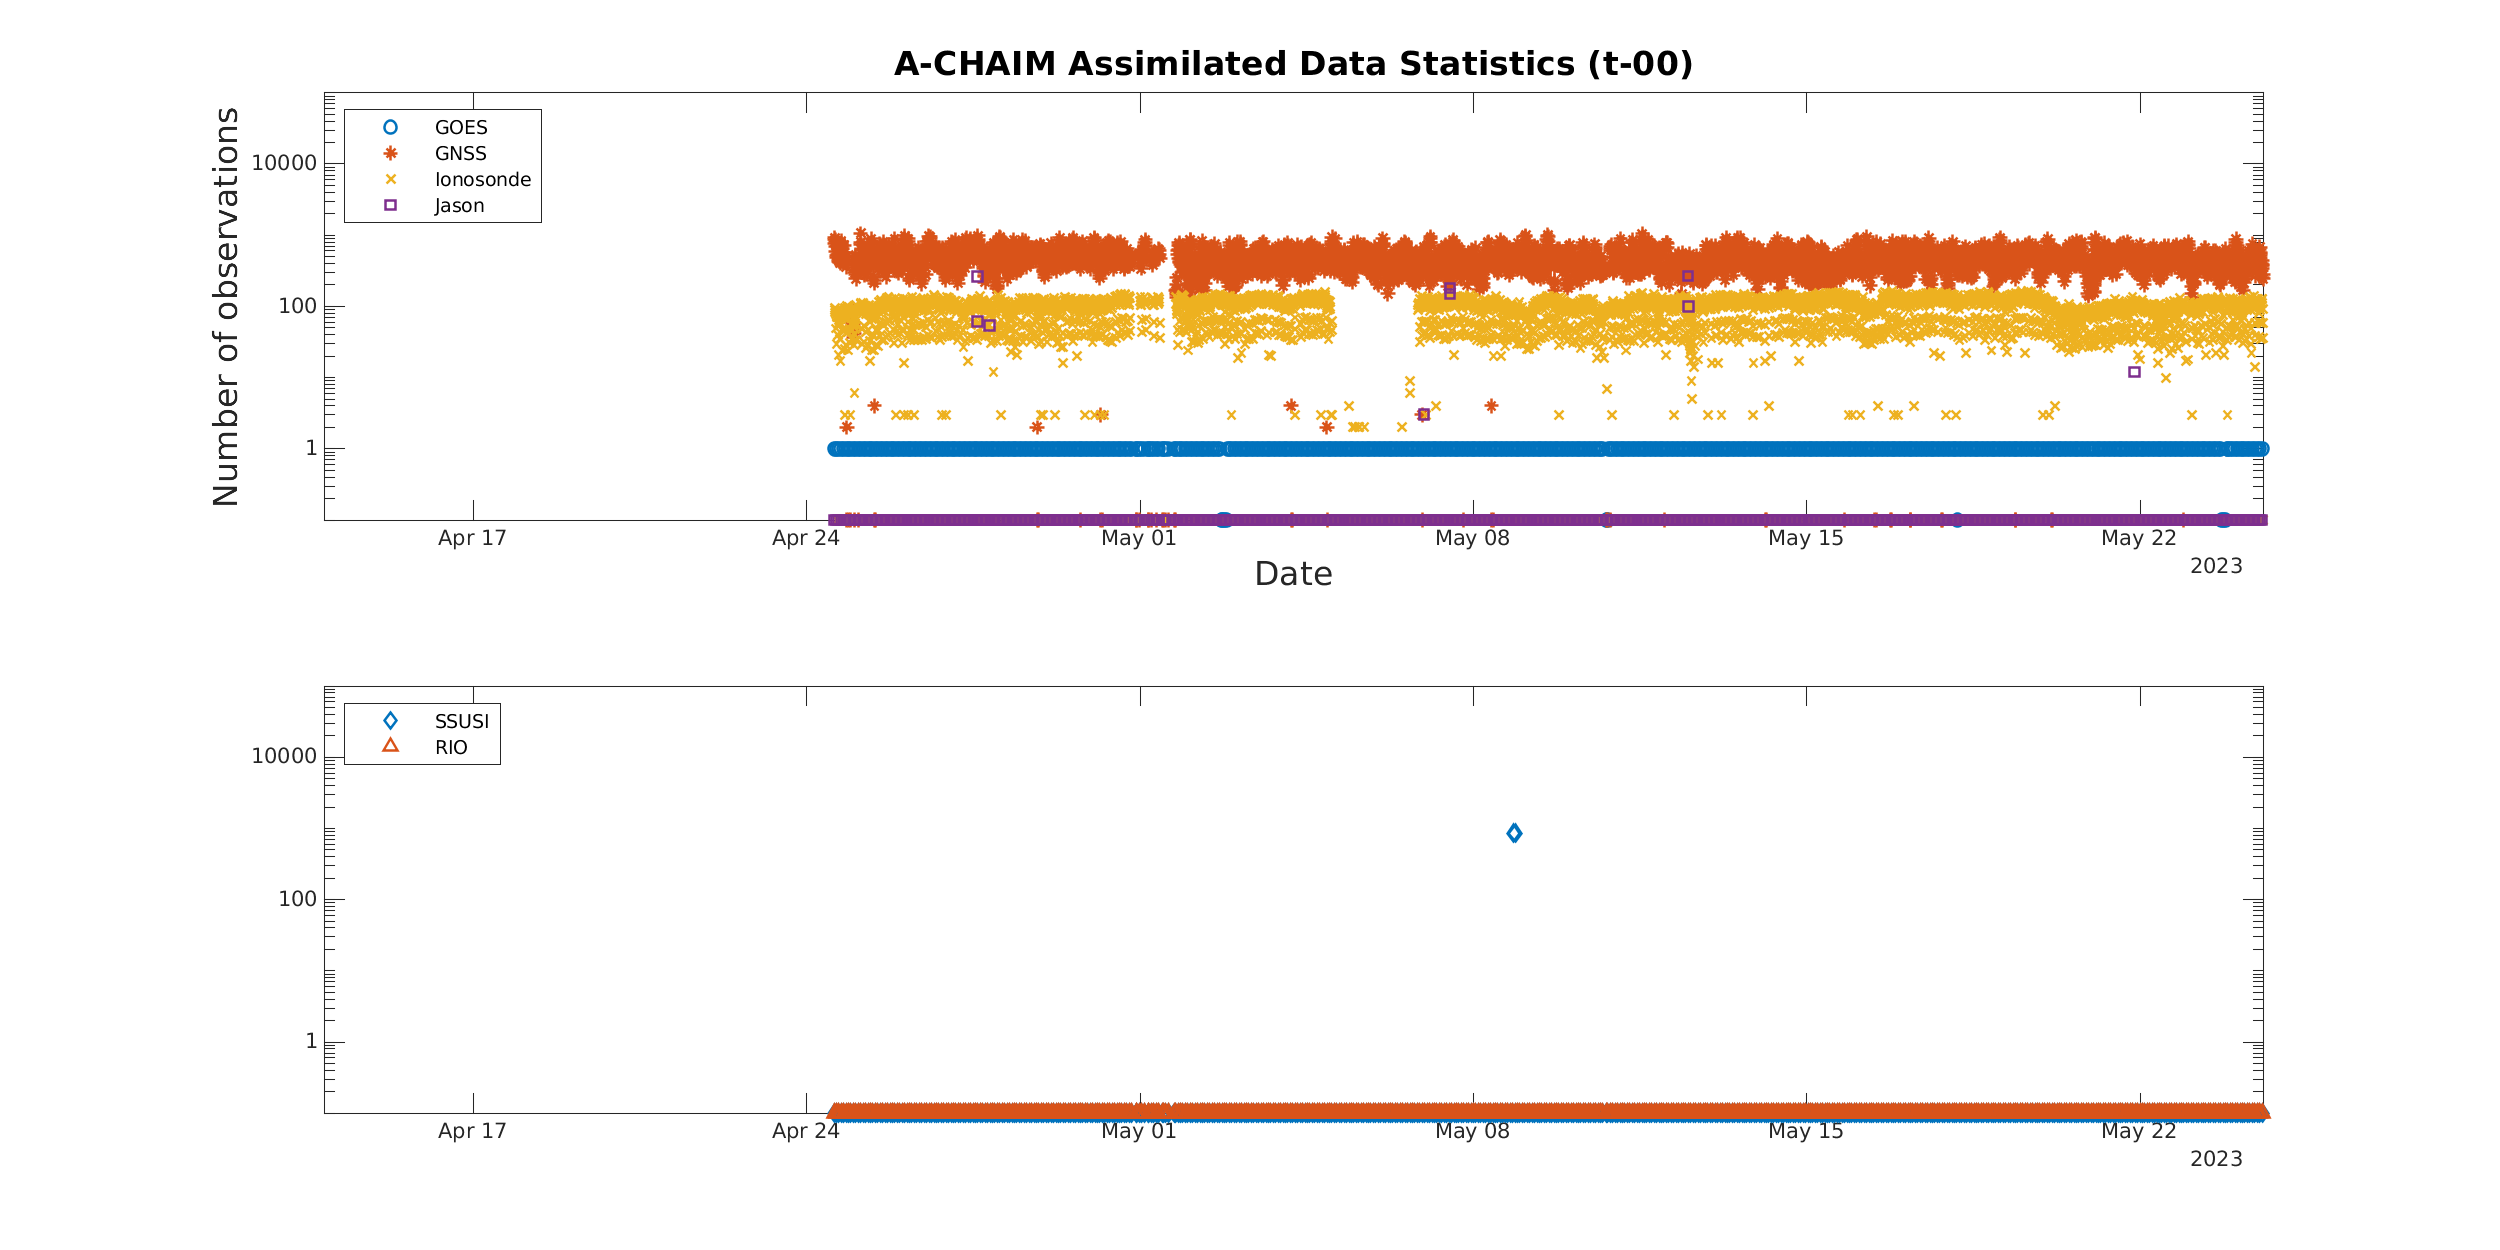 A-CHAIM Assimilated Data Statistics (t-00)
Number of observations
10000
100
1
GOES
GNSS
Ionosonde
Jason
Apr 17
Apr 24
May 01
May 08
May 15
May 22
2023
Date
10000
100
1
SSUSI
RIO
Apr 17
Apr 24
May 01
May 08
May 15
May 22
2023